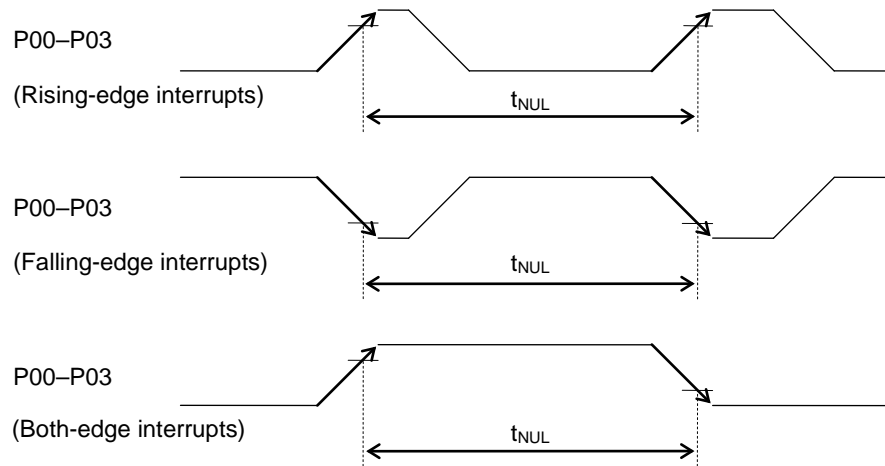 P00–P03
(Rising-edge interrupts)
tNUL
P00–P03
(Falling-edge interrupts)
tNUL
P00–P03
(Both-edge interrupts)
tNUL